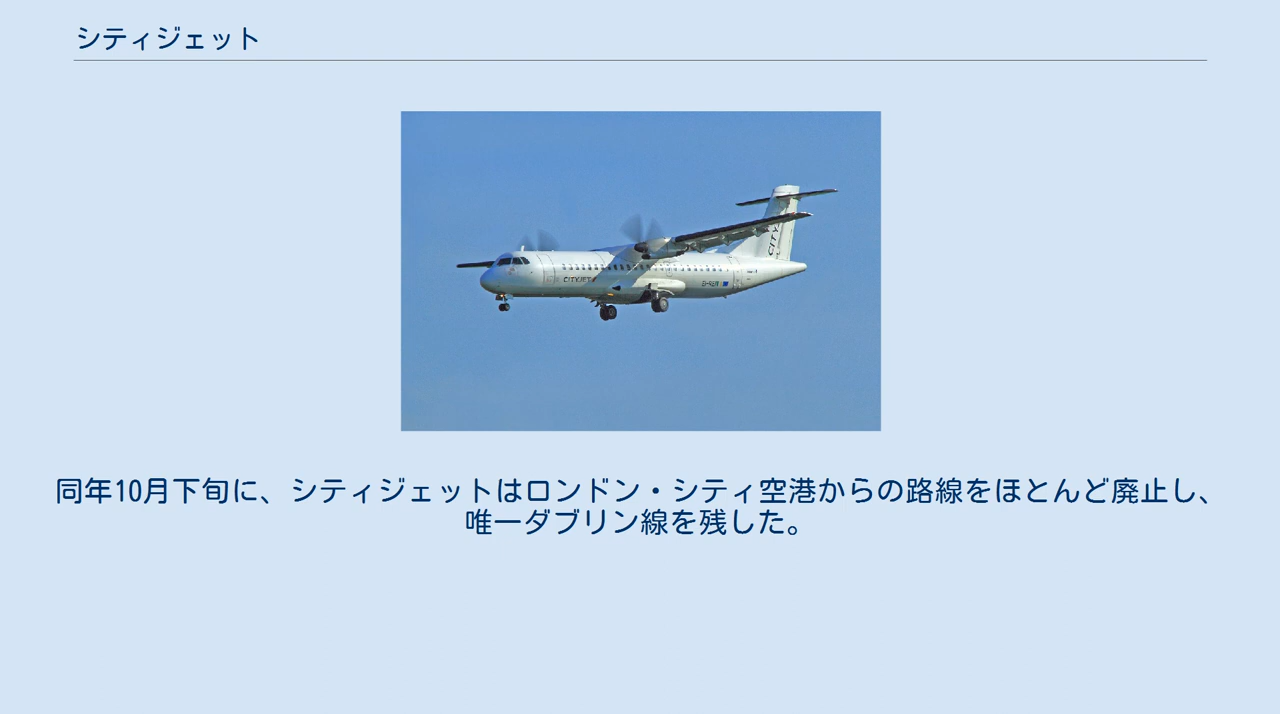 シティジェット
CITY
CITYJET
同年10月下旬に、シティジェットはロンドン・シティ空港からの路線をほとんど廃止し、
唯一ダブリン線を残した。